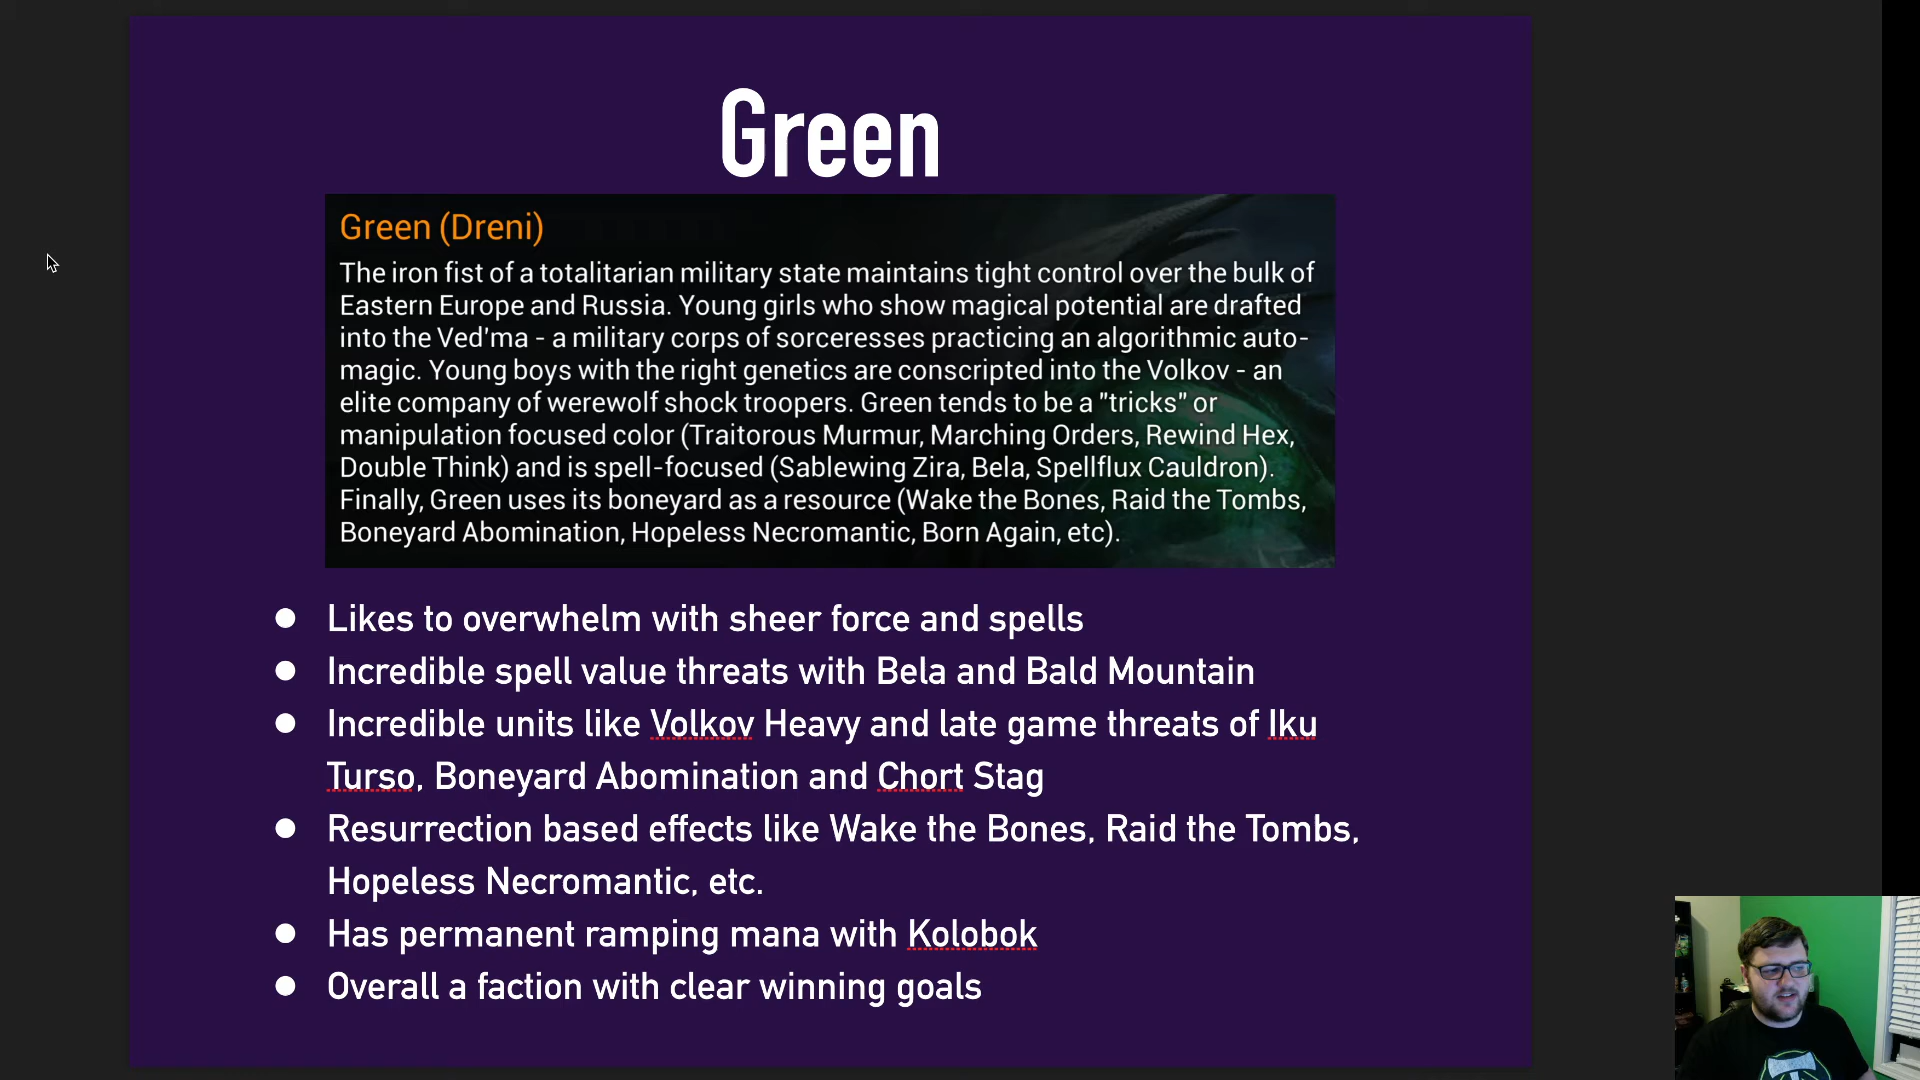 Green
Green (Dreni)
The iron fist of a totalitarian military state maintains tight control over the bulk of
Eastern Europe and Russia. Young girls who show magical potential are drafted
into the Ved'ma - a military corps of sorceresses practicing an algorithmic auto-
magic. Young boys with the right genetics are conscripted into the Volkov - an
elite company of werewolf shock troopers. Green tends to be a "tricks" or
manipulation focused color (Traitorous Murmur, Marching Orders, Rewind Hex,
Double Think) and is spell-focused (Sablewing Zira, Bela, Spellflux Cauldron).
Finally, Green uses its boneyard as a resource (Wake the Bones, Raid the Tombs,
Boneyard Abomination, Hopeless Necromantic, Born Again, etc).
● Likes to overwhelm with sheer force and spells
● Incredible spell value threats with Bela and Bald Mountain
● Incredible units like Volkov Heavy and late game threats of Iku
Turso, Boneyard Abomination and Chort Stag
● Resurrection based effects like Wake the Bones, Raid the Tombs,
Hopeless Necromantic, etc.
● Has permanent ramping mana with Kolobok
● Overall a faction with clear winning goals